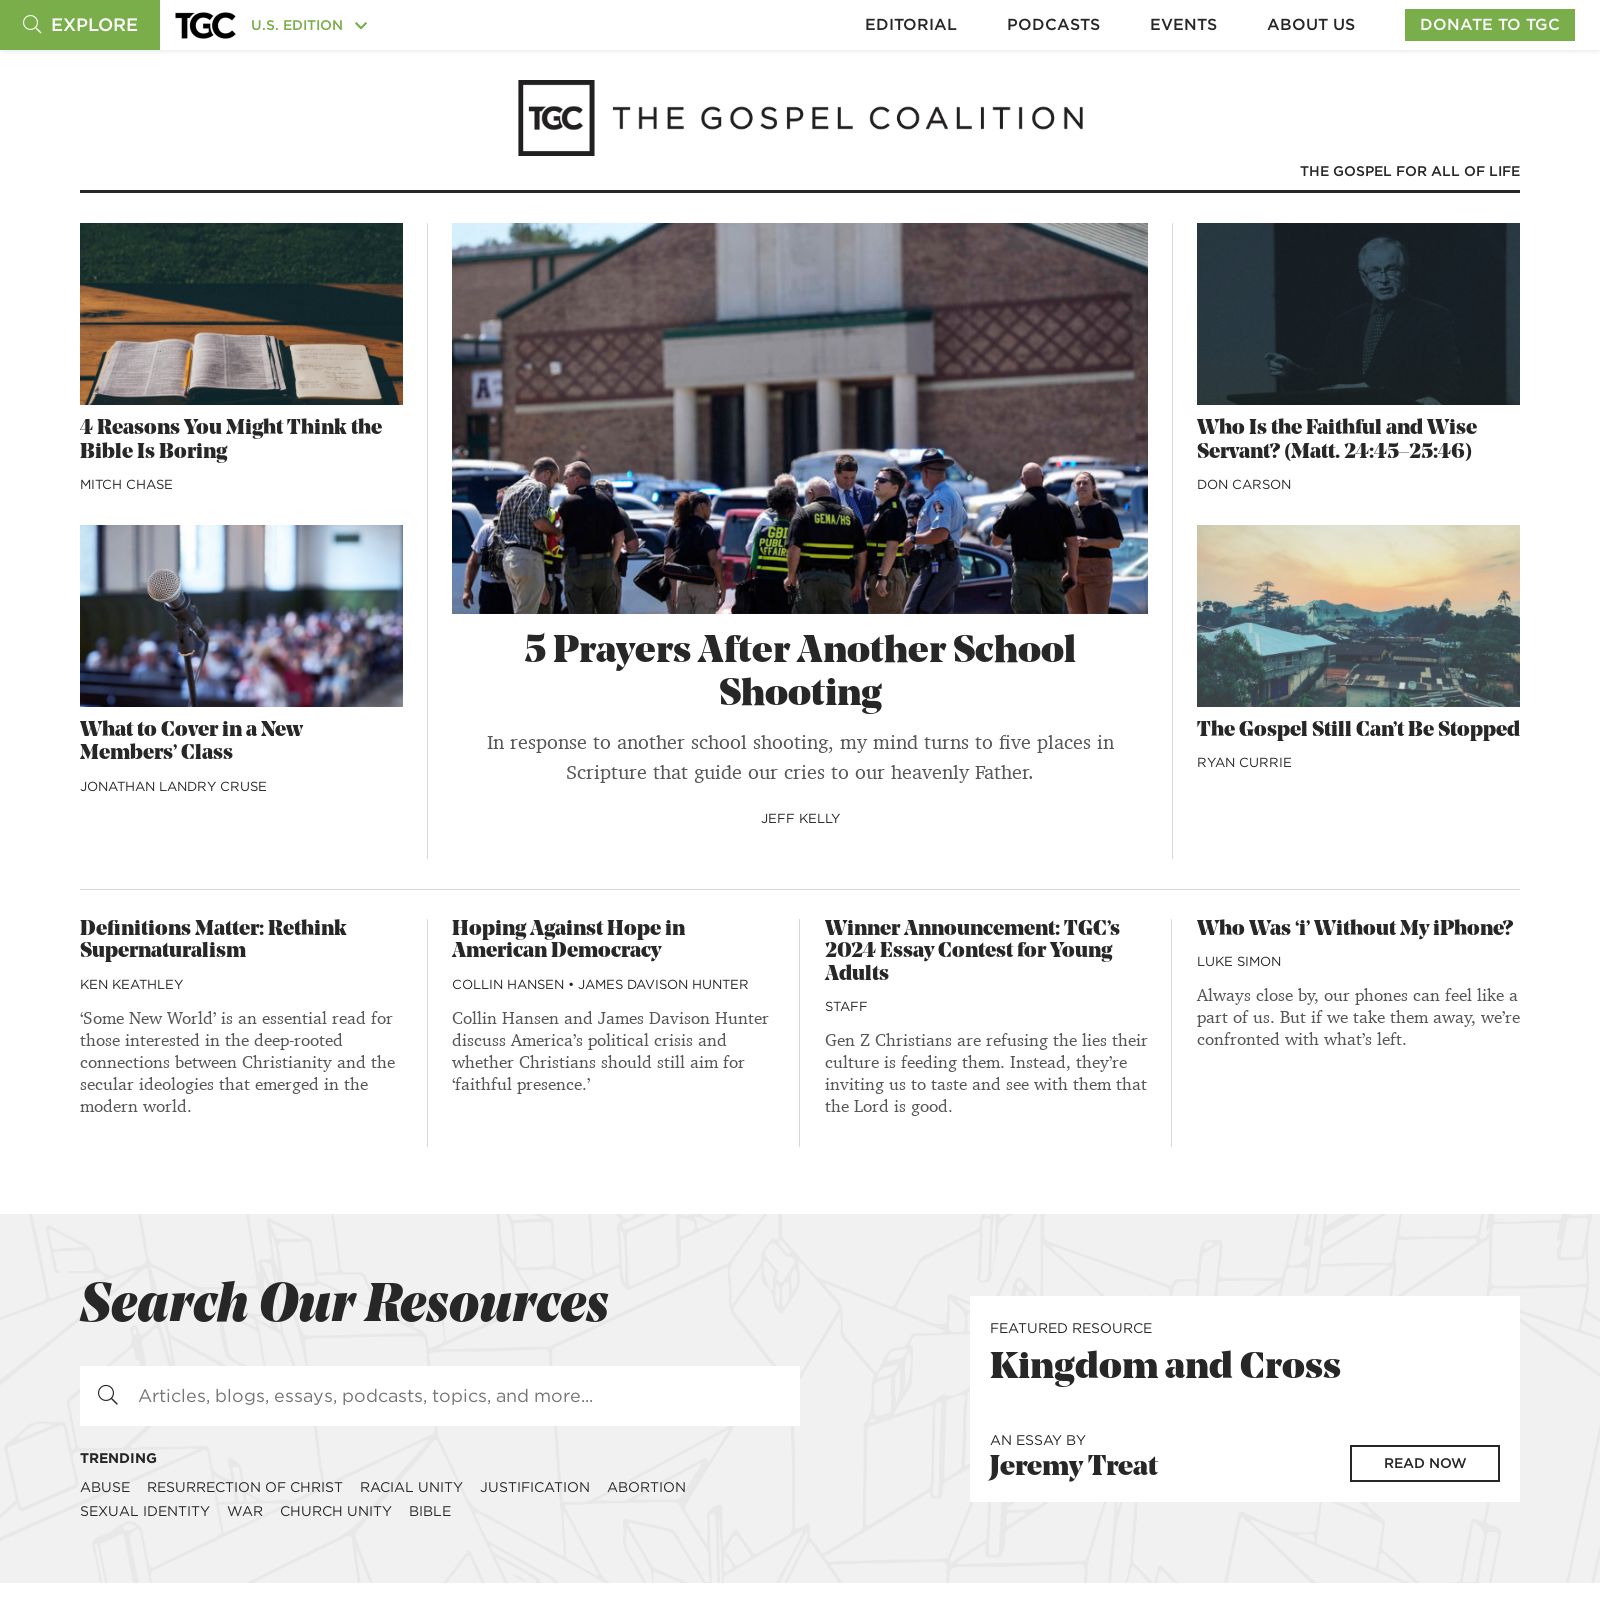 EXPLORE
TGC
U.S. EDITION
EDITORIAL
PODCASTS
EVENTS
ABOUT US
DONATE TO TGC
TGC THE GOSPEL COALITION
THE GOSPEL FOR ALL OF LIFE
4 Reasons You Might Think the
Bible Is Boring
MITCH CHASE
What to Cover in a New
Members’ Class
JONATHAN LANDRY CRUSE
A
GBI
PUBLIC
AFFAIRS
GEMA/HS
5 Prayers After Another School
Shooting
In response to another school shooting, my mind turns to five places in
Scripture that guide our cries to our heavenly Father.
JEFF KELLY
Who Is the Faithful and Wise
Servant? (Matt. 24:45–25:46)
DON CARSON
The Gospel Still Can’t Be Stopped
RYAN CURRIE
Definitions Matter: Rethink
Supernaturalism
KEN KEATHLEY
‘Some New World’ is an essential read for
those interested in the deep-rooted
connections between Christianity and the
secular ideologies that emerged in the
modern world.
Hoping Against Hope in
American Democracy
COLLIN HANSEN • JAMES DAVISON HUNTER
Collin Hansen and James Davison Hunter
discuss America’s political crisis and
whether Christians should still aim for
‘faithful presence.’
Winner Announcement: TGC’s
2024 Essay Contest for Young
Adults
STAFF
Gen Z Christians are refusing the lies their
culture is feeding them. Instead, they’re
inviting us to taste and see with them that
the Lord is good.
Who Was ‘i’ Without My iPhone?
LUKE SIMON
Always close by, our phones can feel like a
part of us. But if we take them away, we’re
confronted with what’s left.
Search Our Resources
Articles, blogs, essays, podcasts, topics, and more...
TRENDING
ABUSE RESURRECTION OF CHRIST RACIAL UNITY JUSTIFICATION ABORTION
SEXUAL IDENTITY WAR CHURCH UNITY BIBLE
FEATURED RESOURCE
Kingdom and Cross
AN ESSAY BY
Jeremy Treat
READ NOW